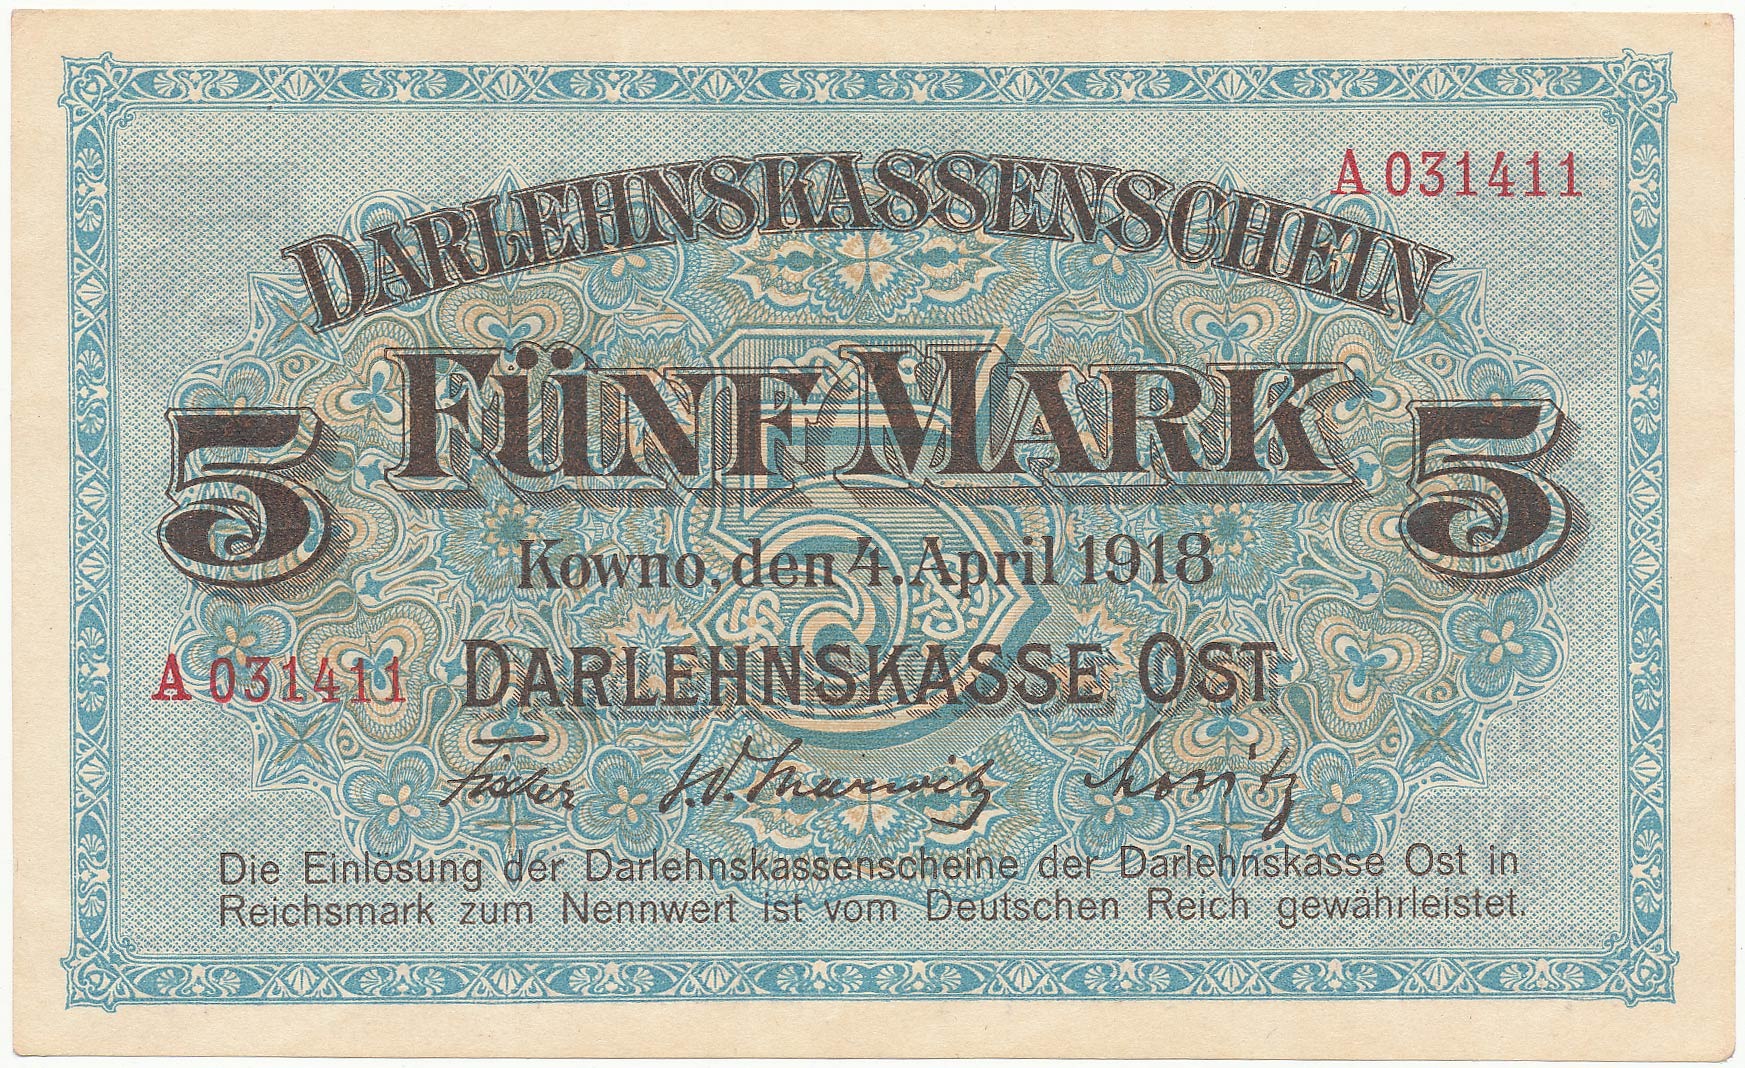 A 031411
DARLEHNSKASSENSCHEIN
FÜNF MARK
5 5
Kowno, den 4. April 1918
A 031411
DARLEHNSKASSE OST
Fischer
Die Einlösung der Darlehnskassenscheine der Darlehnskasse Ost in
Reichsmark zum Nennwert ist vom Deutschen Reich gewährleistet.